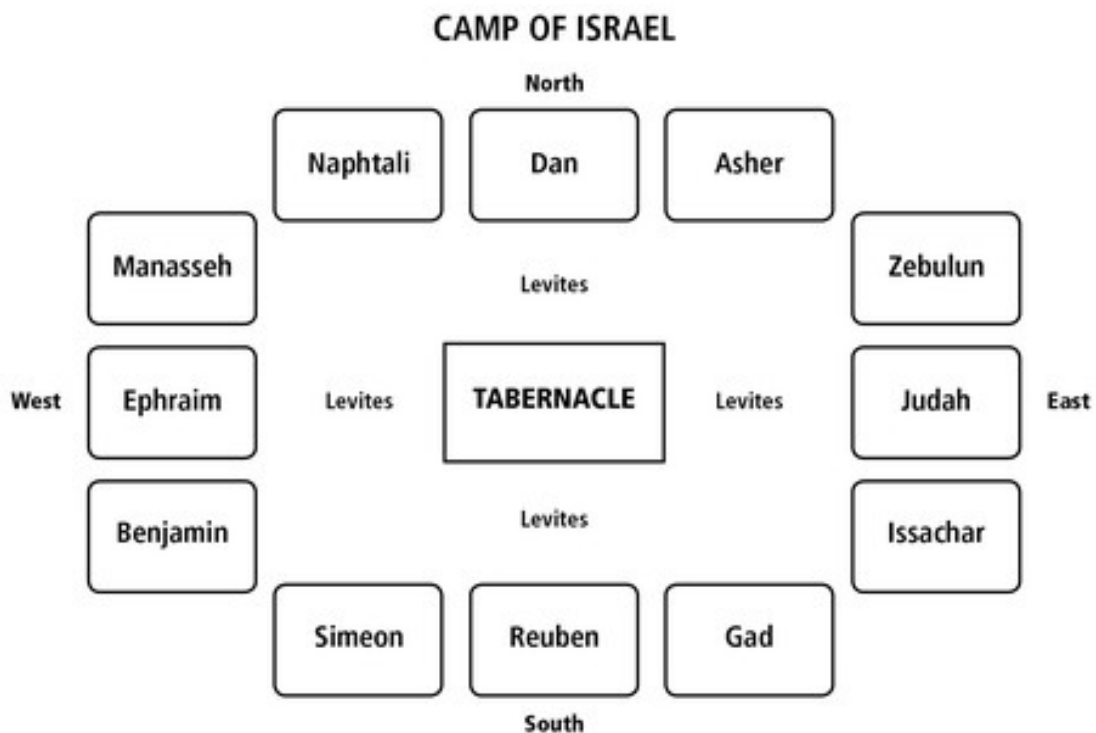 CAMP OF ISRAEL
North
Naphtali Dan Asher
Manasseh Zebulun
Levites
West Ephraim Levites TABERNACLE Levites Judah East
Levites
Benjamin Issachar
Simeon Reuben Gad
South